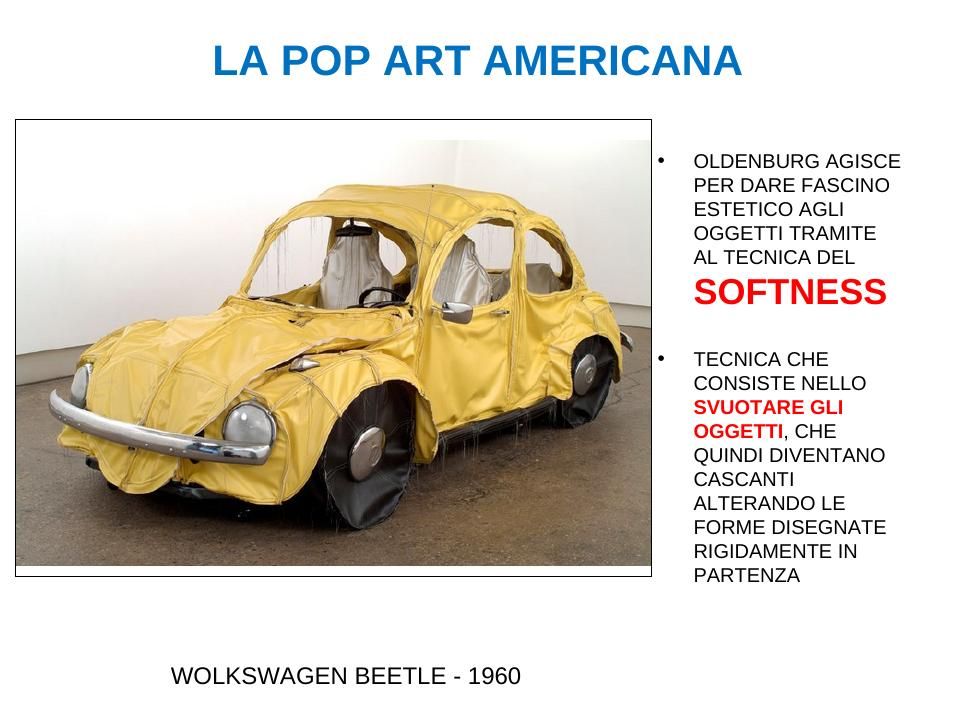 LA POP ART AMERICANA
• OLDENBURG AGISCE
PER DARE FASCINO
ESTETICO AGLI
OGGETTI TRAMITE
AL TECNICA DEL
SOFTNESS
• TECNICA CHE
CONSISTE NELLO
SVUOTARE GLI
OGGETTI, CHE
QUINDI DIVENTANO
CASCANTI
ALTERANDO LE
FORME DISEGNATE
RIGIDAMENTE IN
PARTENZA
WOLKSWAGEN BEETLE - 1960